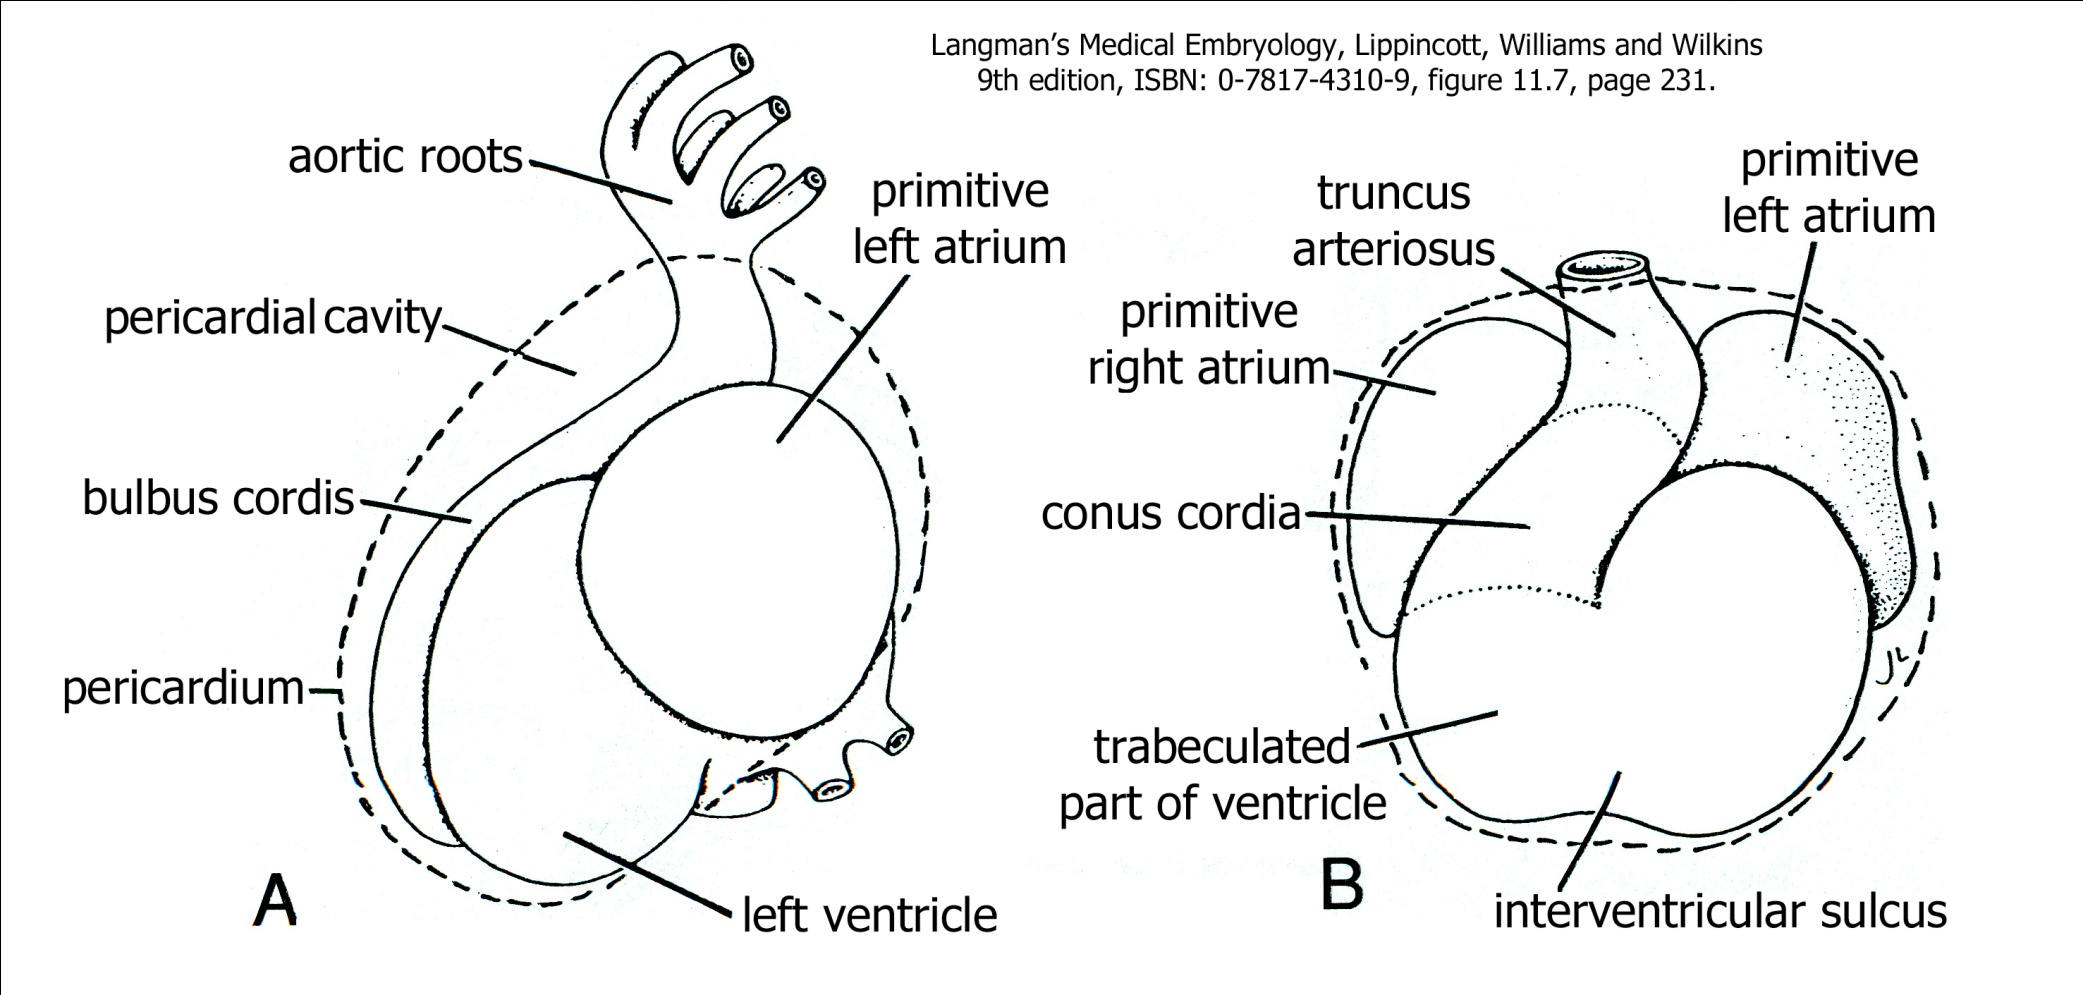 Langman's Medical Embryology, Lippincott, Williams and Wilkins
9th edition, ISBN: 0-7817-4310-9, figure 11.7, page 231.
aortic roots
primitive
left atrium
pericardial cavity
bulbus cordis
pericardium
left ventricle
A
truncus
arteriosus
primitive
left atrium
primitive
right atrium
conus cordia
trabeculated
part of ventricle
interventricular sulcus
B